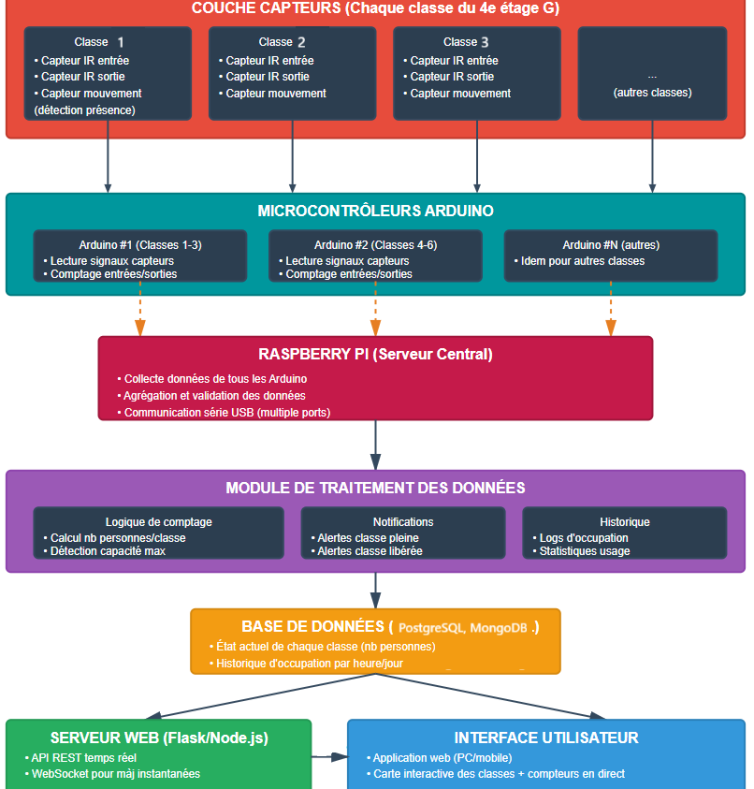 COUCHE CAPTEURS (Chaque classe du 4e étage G)
Classe 1
• Capteur IR entrée
• Capteur IR sortie
• Capteur mouvement
(détection présence)
Classe 2
• Capteur IR entrée
• Capteur IR sortie
• Capteur mouvement
Classe 3
• Capteur IR entrée
• Capteur IR sortie
• Capteur mouvement
...
(autres classes)
MICROCONTRÔLEURS ARDUINO
Arduino #1 (Classes 1-3)
• Lecture signaux capteurs
• Comptage entrées/sorties
Arduino #2 (Classes 4-6)
• Lecture signaux capteurs
• Comptage entrées/sorties
Arduino #N (autres)
• Idem pour autres classes
RASPBERRY PI (Serveur Central)
• Collecte données de tous les Arduino
• Agrégation et validation des données
• Communication série USB (multiple ports)
MODULE DE TRAITEMENT DES DONNÉES
Logique de comptage
• Calcul nb personnes/classe
• Détection capacité max
Notifications
• Alertes classe pleine
• Alertes classe libérée
Historique
• Logs d'occupation
• Statistiques usage
BASE DE DONNÉES ( PostgreSQL, MongoDB .)
• État actuel de chaque classe (nb personnes)
• Historique d'occupation par heure/jour
SERVEUR WEB (Flask/Node.js)
• API REST temps réel
• WebSocket pour màj instantanées
INTERFACE UTILISATEUR
• Application web (PC/mobile)
• Carte interactive des classes + compteurs en direct